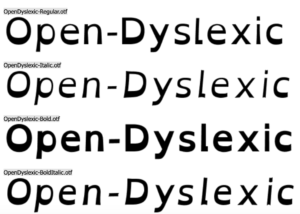 OpenDyslexic-Regular.otf
Open-Dyslexic
OpenDyslexic-Italic.otf
Open-Dyslexic
OpenDyslexic-Bold.otf
Open-Dyslexic
OpenDyslexic-BoldItalic.otf
Open-Dyslexic